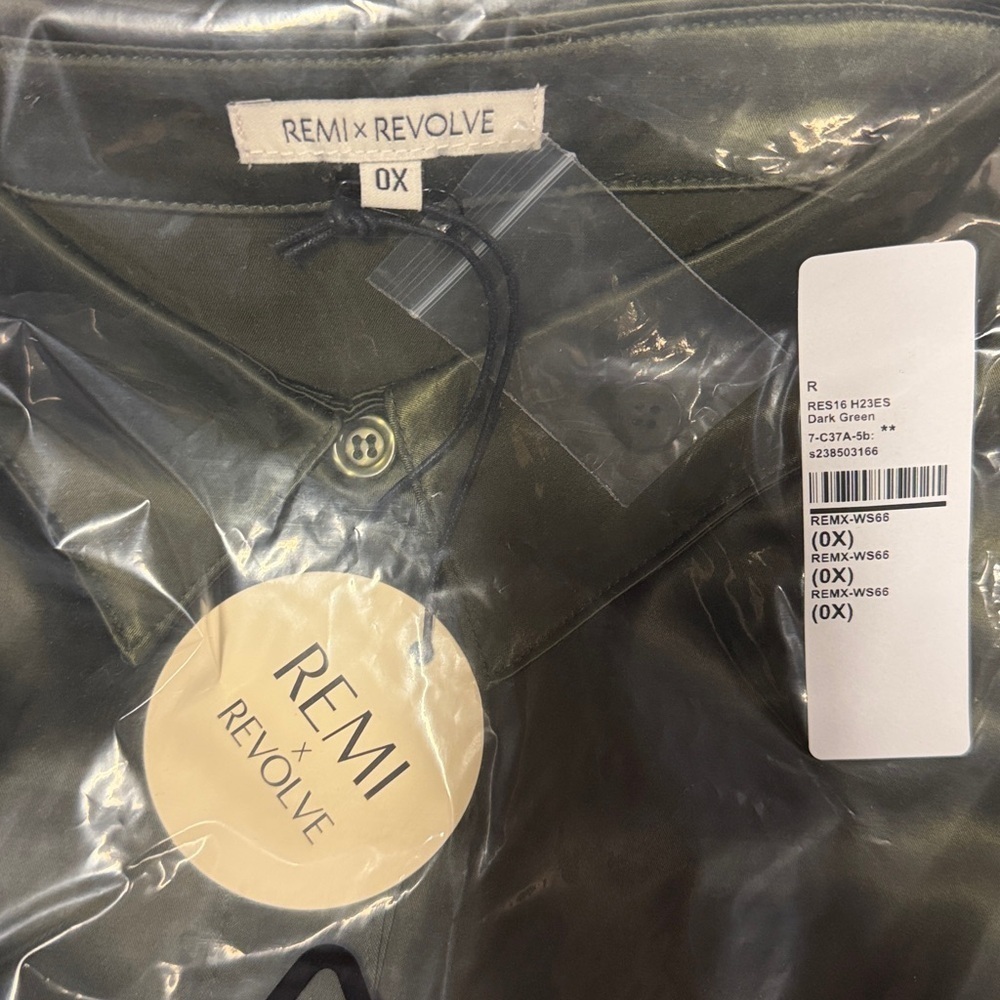 REMI x REVOLVE
0X
R
RES16 H23ES
Dark Green
7-C37A-5b: **
s238503166
REMX-WS66
(0X)
REMX-WS66
(0X)
REMX-WS66
(0X)
REMI
x
REVOLVE